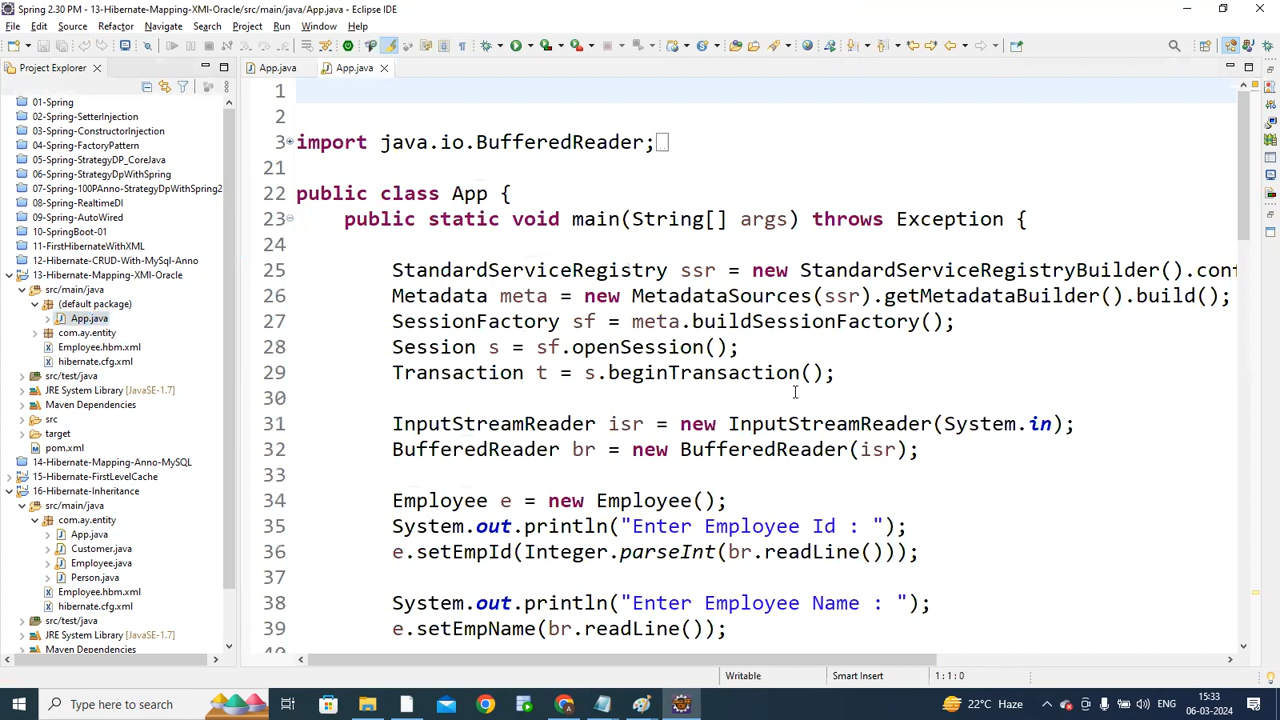 Spring 2.30 PM - 13-Hibernate-Mapping-XMl-Oracle/src/main/java/App.java - Eclipse IDE
File Edit Source Refactor Navigate Search Project Run Window Help
Project Explorer
App.java App.java
01-Spring
02-SetterInjection
03-ConstructorInjection
04-FactoryPattern
05-Spring-StrategyDP_CoreJava
06-Spring-StrategyDPWithSpring
07-Spring-100PAnno-StrategyDpWithSpring2
08-Spring-RealtimeDI
09-Spring-AutoWired
10-SpringBoot-01
11-FirstHibernateWithXML
12-Hibernate-CRUD-With-MySql-Anno
13-Hibernate-Mapping-XMl-Oracle
src/main/java
(default package)
App.java
com.ay.entity
Employee.hbm.xml
hibernate.cfg.xml
src/test/java
JRE System Library [JavaSE-1.7]
Maven Dependencies
src
target
pom.xml
14-Hibernate-Mapping-Anno-MySQL
15-Hibernate-FirstLevelCache
16-Hibernate-Inheritance
src/main/java
com.ay.entity
App.java
Customer.java
Employee.java
Person.java
Employee.hbm.xml
hibernate.cfg.xml
src/test/java
JRE System Library [JavaSE-1.7]
Maven Dependencies
1
2
3 import java.io.BufferedReader;
21
22 public class App {
23 public static void main(String[] args) throws Exception {
24
25 StandardServiceRegistry ssr = new StandardServiceRegistryBuilder().conf
26 Metadata meta = new MetadataSources(ssr).getMetadataBuilder().build();
27 SessionFactory sf = meta.buildSessionFactory();
28 Session s = sf.openSession();
29 Transaction t = s.beginTransaction();
30
31 InputStreamReader isr = new InputStreamReader(System.in);
32 BufferedReader br = new BufferedReader(isr);
33
34 Employee e = new Employee();
35 System.out.println("Enter Employee Id : ");
36 e.setEmpId(Integer.parseInt(br.readLine()));
37
38 System.out.println("Enter Employee Name : ");
39 e.setEmpName(br.readLine());
Writable Smart Insert 1 : 1 : 0
Type here to search
22°C Haze
ENG
15:33
06-03-2024